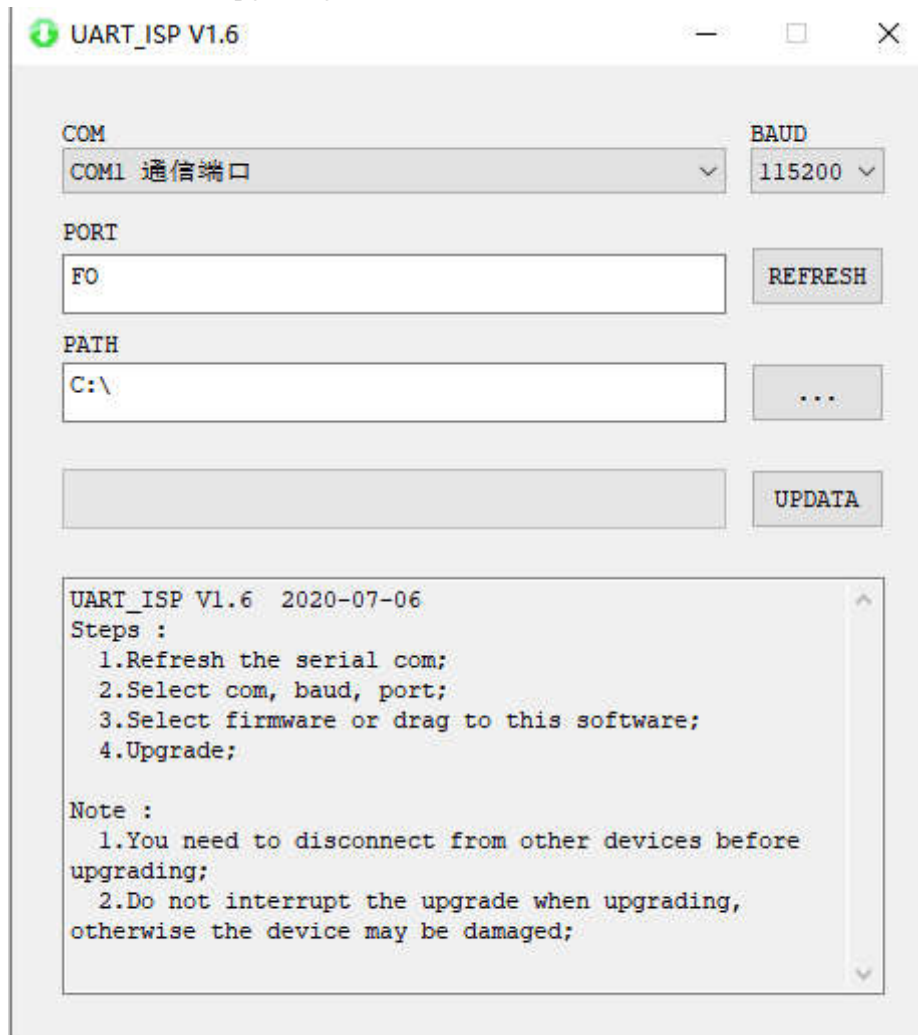 UART_ISP V1.6
COM
BAUD
COM1 通信端口
115200
PORT
FO
REFRESH
PATH
C:\
...
UPDATA
UART_ISP V1.6 2020-07-06
Steps :
1.Refresh the serial com;
2.Select com, baud, port;
3.Select firmware or drag to this software;
4.Upgrade;
Note :
1.You need to disconnect from other devices before
upgrading;
2.Do not interrupt the upgrade when upgrading,
otherwise the device may be damaged;